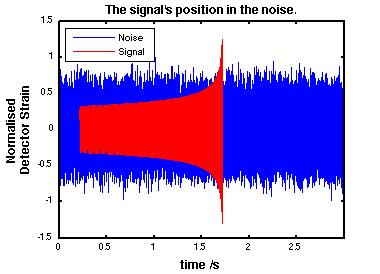 The signal's position in the noise.
1.5
Noise
Signal
1
0.5
0
-0.5
-1
-1.5
Normalised
Detector Strain
0 0.5 1 1.5 2 2.5
time /s